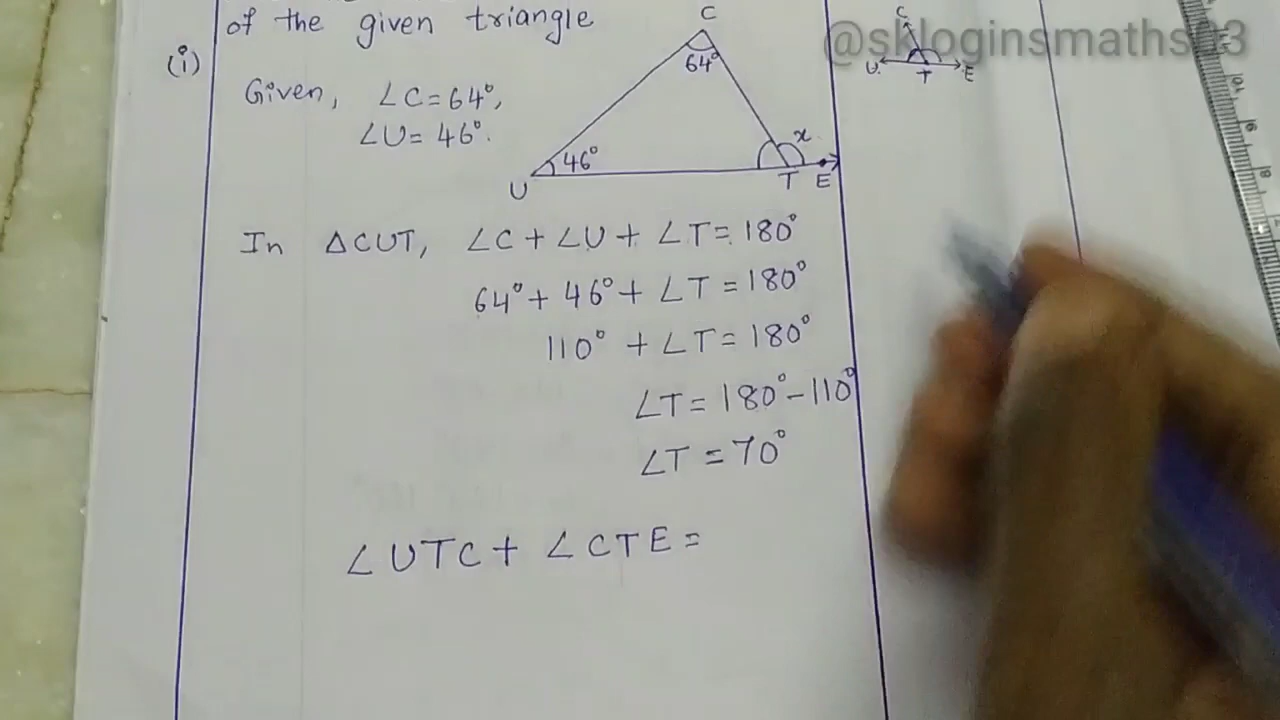 of the given triangle
@skloginsmaths03
(i)
Given, ∠C=64°,
∠U= 46°.
C
64°
46°
x
U
T
E
C
U
T
E
In ΔCUT, ∠C + ∠U + ∠T = 180°
64° + 46° + ∠T = 180°
110° + ∠T = 180°
∠T = 180° - 110°
∠T = 70°
∠UTC + ∠CTE =